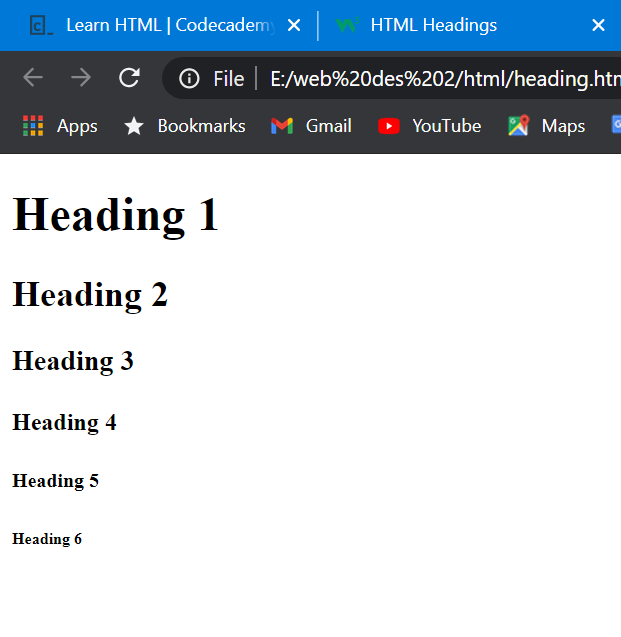 Learn HTML | Codecademy
HTML Headings
File E:/web%20des%202/html/heading.htm
Apps Bookmarks Gmail YouTube Maps
Heading 1
Heading 2
Heading 3
Heading 4
Heading 5
Heading 6